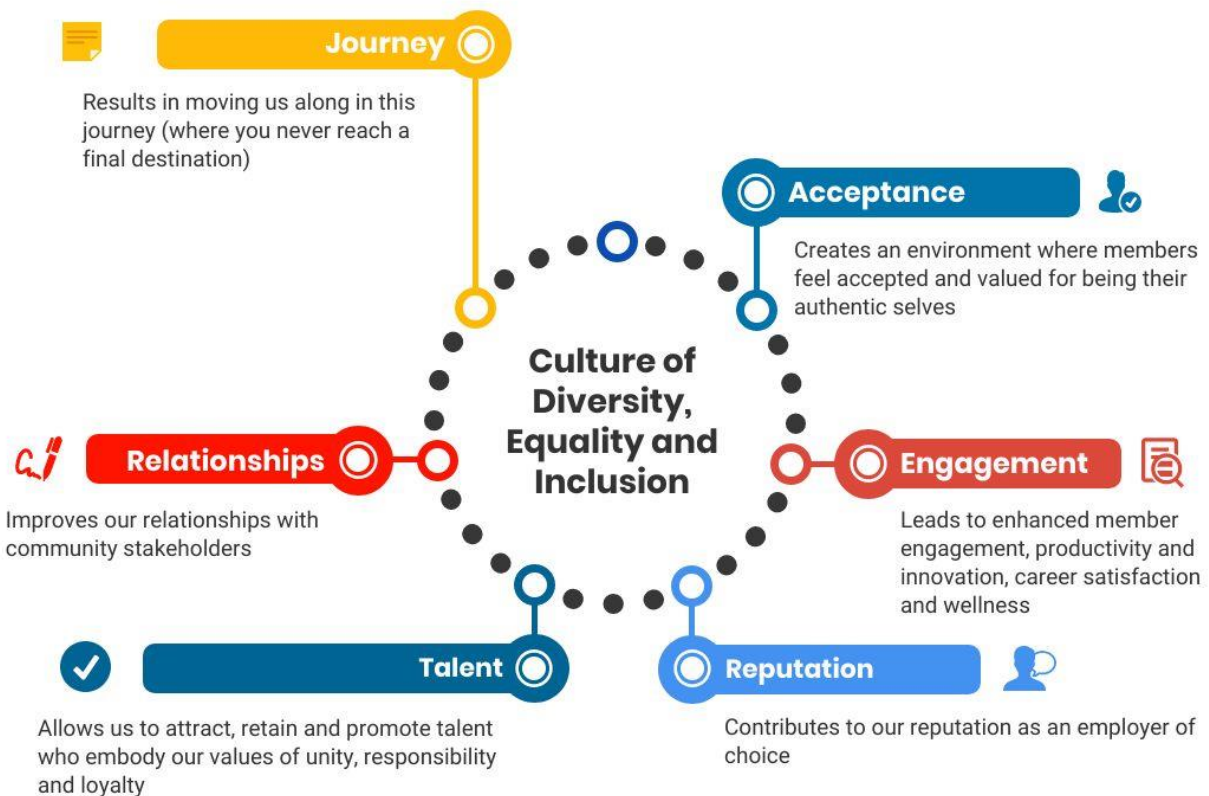 Journey
Results in moving us along in this
journey (where you never reach a
final destination)
Acceptance
Creates an environment where members
feel accepted and valued for being their
authentic selves
Culture of
Diversity,
Equality and
Inclusion
Relationships
Improves our relationships with
community stakeholders
Engagement
Leads to enhanced member
engagement, productivity and
innovation, career satisfaction
and wellness
Talent
Allows us to attract, retain and promote talent
who embody our values of unity, responsibility
and loyalty
Reputation
Contributes to our reputation as an employer of
choice